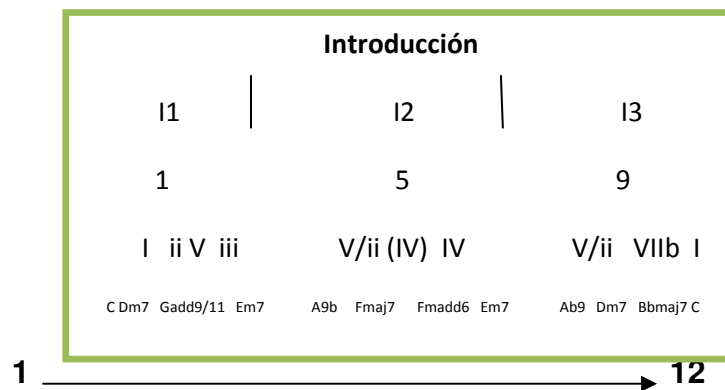 Introducción
I1 I2 I3
1 5 9
I ii V iii V/ii (IV) IV V/ii VIIb I
C Dm7 Gadd9/11 Em7 A9b Fmaj7 Fmadd6 Em7 Ab9 Dm7 Bbmaj7 C
1 12